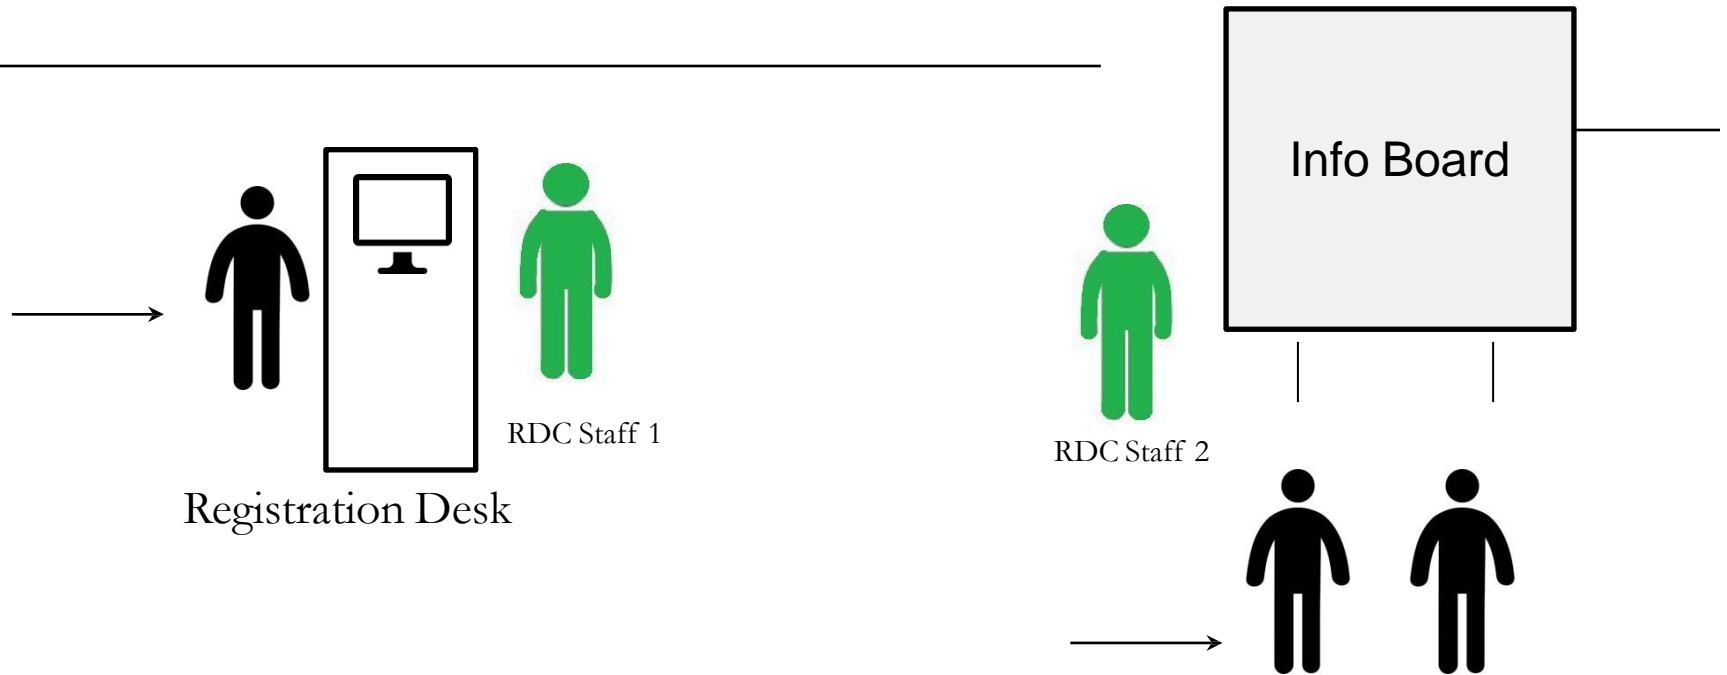 Info Board
RDC Staff 1
RDC Staff 2
Registration Desk